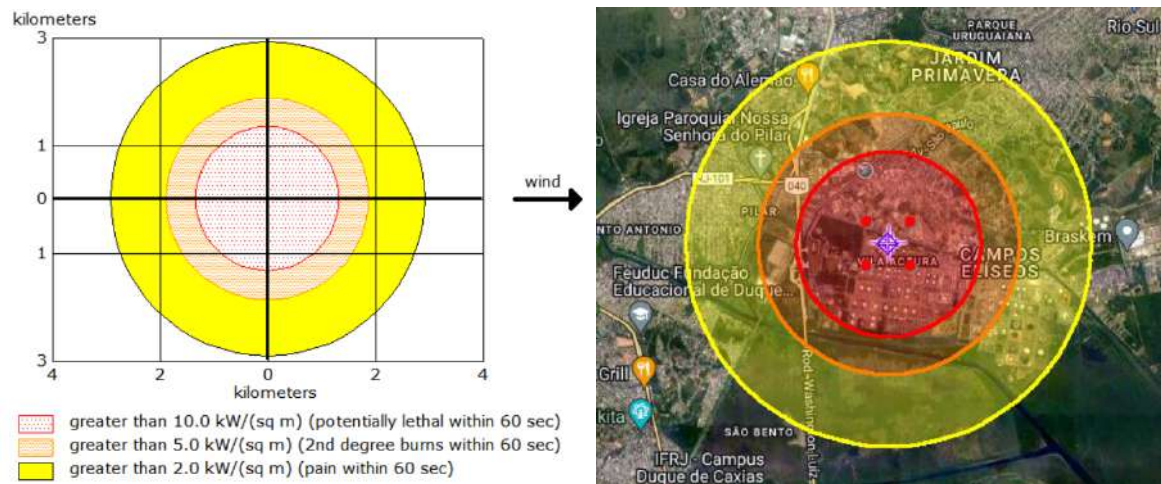 kilometers
3
1
0
1
3
4
2
0
2
4
kilometers
wind
greater than 10.0 kW/(sq m) (potentially lethal within 60 sec)
greater than 5.0 kW/(sq m) (2nd degree burns within 60 sec)
greater than 2.0 kW/(sq m) (pain within 60 sec)
PARQUE
URUGUAIANA
Rio Sul
JARDIM
PRIMAVERA
Casa do Alemão
Igreja Paroquial Nossa
Senhora do Pilar
RJ-101
040
PILAR
NTO ANTONIO
Braskem
CAMPOS
ELISEOS
Feuduc Fundação
Educacional de Duque...
Grill
kita
Rod. Washington Luiz
SÃO BENTO
IFRJ - Campus
Duque de Caxias